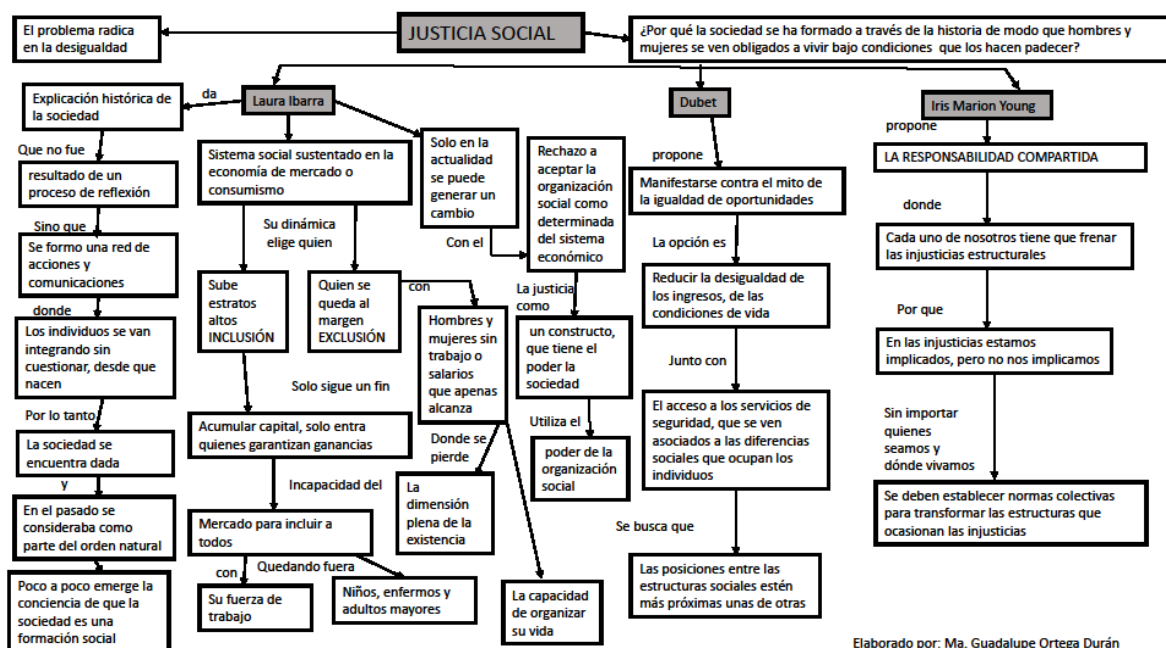 JUSTICIA SOCIAL
El problema radica
en la desigualdad
¿Por qué la sociedad se ha formado a través de la historia de modo que hombres y
mujeres se ven obligados a vivir bajo condiciones que los hacen padecer?
Laura Ibarra
da
Explicación histórica de
la sociedad
Que no fue
resultado de un
proceso de reflexión
Sino que
Se formo una red de
acciones y
comunicaciones
donde
Los individuos se van
integrando sin
cuestionar, desde que
nacen
Por lo tanto
La sociedad se
encuentra dada
y
En el pasado se
consideraba como
parte del orden natural
Poco a poco emerge la
conciencia de que la
sociedad es una
formación social
Sistema social sustentado en la
economía de mercado o
consumismo
Su dinámica
elige quien
Sube
estratos
altos
INCLUSIÓN
Quien se
queda al
margen
EXCLUSIÓN
con
Hombres y
mujeres sin
trabajo o
salarios
que apenas
alcanza
Solo sigue un fin
Acumular capital, solo entra
quienes garantizan ganancias
Donde se
pierde
La
dimensión
plena de la
existencia
La capacidad
de organizar
su vida
Incapacidad del
Mercado para incluir a
todos
con
Quedando fuera
Su fuerza de
trabajo
Niños, enfermos y
adultos mayores
Solo en la
actualidad
se puede
generar un
cambio
Con el
Rechazo a
aceptar la
organización
social como
determinada
del sistema
económico
La justicia
como
un constructo,
que tiene el
poder la
sociedad
Utiliza el
poder de la
organización
social
Dubet
propone
Manifestarse contra el mito de
la igualdad de oportunidades
La opción es
Reducir la desigualdad de
los ingresos, de las
condiciones de vida
Junto con
El acceso a los servicios de
seguridad, que se ven
asociados a las diferencias
sociales que ocupan los
individuos
Se busca que
Las posiciones entre las
estructuras sociales estén
más próximas unas de otras
Iris Marion Young
propone
LA RESPONSABILIDAD COMPARTIDA
donde
Cada uno de nosotros tiene que frenar
las injusticias estructurales
Por que
En las injusticias estamos
implicados, pero no nos implicamos
Sin importar
quienes
seamos y
dónde vivamos
Se deben establecer normas colectivas
para transformar las estructuras que
ocasionan las injusticias
Elaborado por: Ma. Guadalupe Ortega Durán